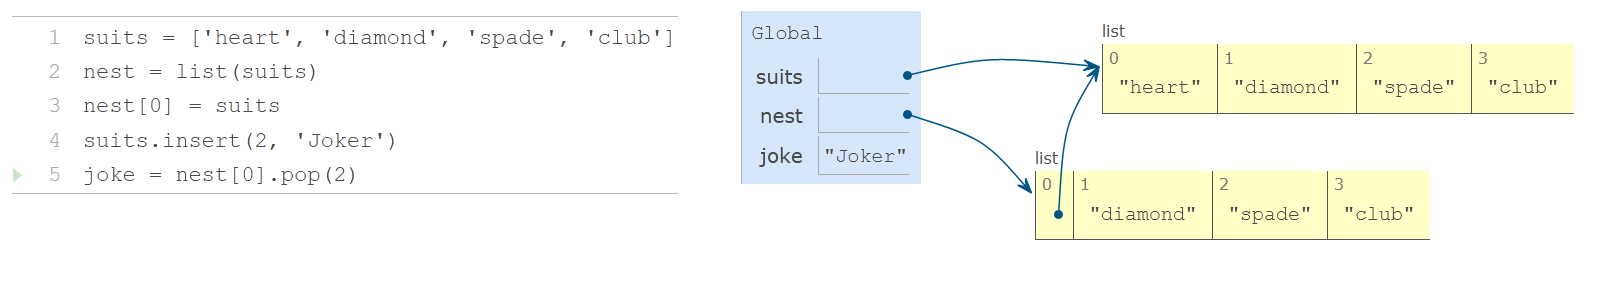 1 suits = ['heart', 'diamond', 'spade', 'club']
2 nest = list(suits)
3 nest[0] = suits
4 suits.insert(2, 'Joker')
5 joke = nest[0].pop(2)
Global
suits
nest
joke "Joker"
list
0 1 2 3
"heart" "diamond" "spade" "club"
list
0 1 2 3
"diamond" "spade" "club"